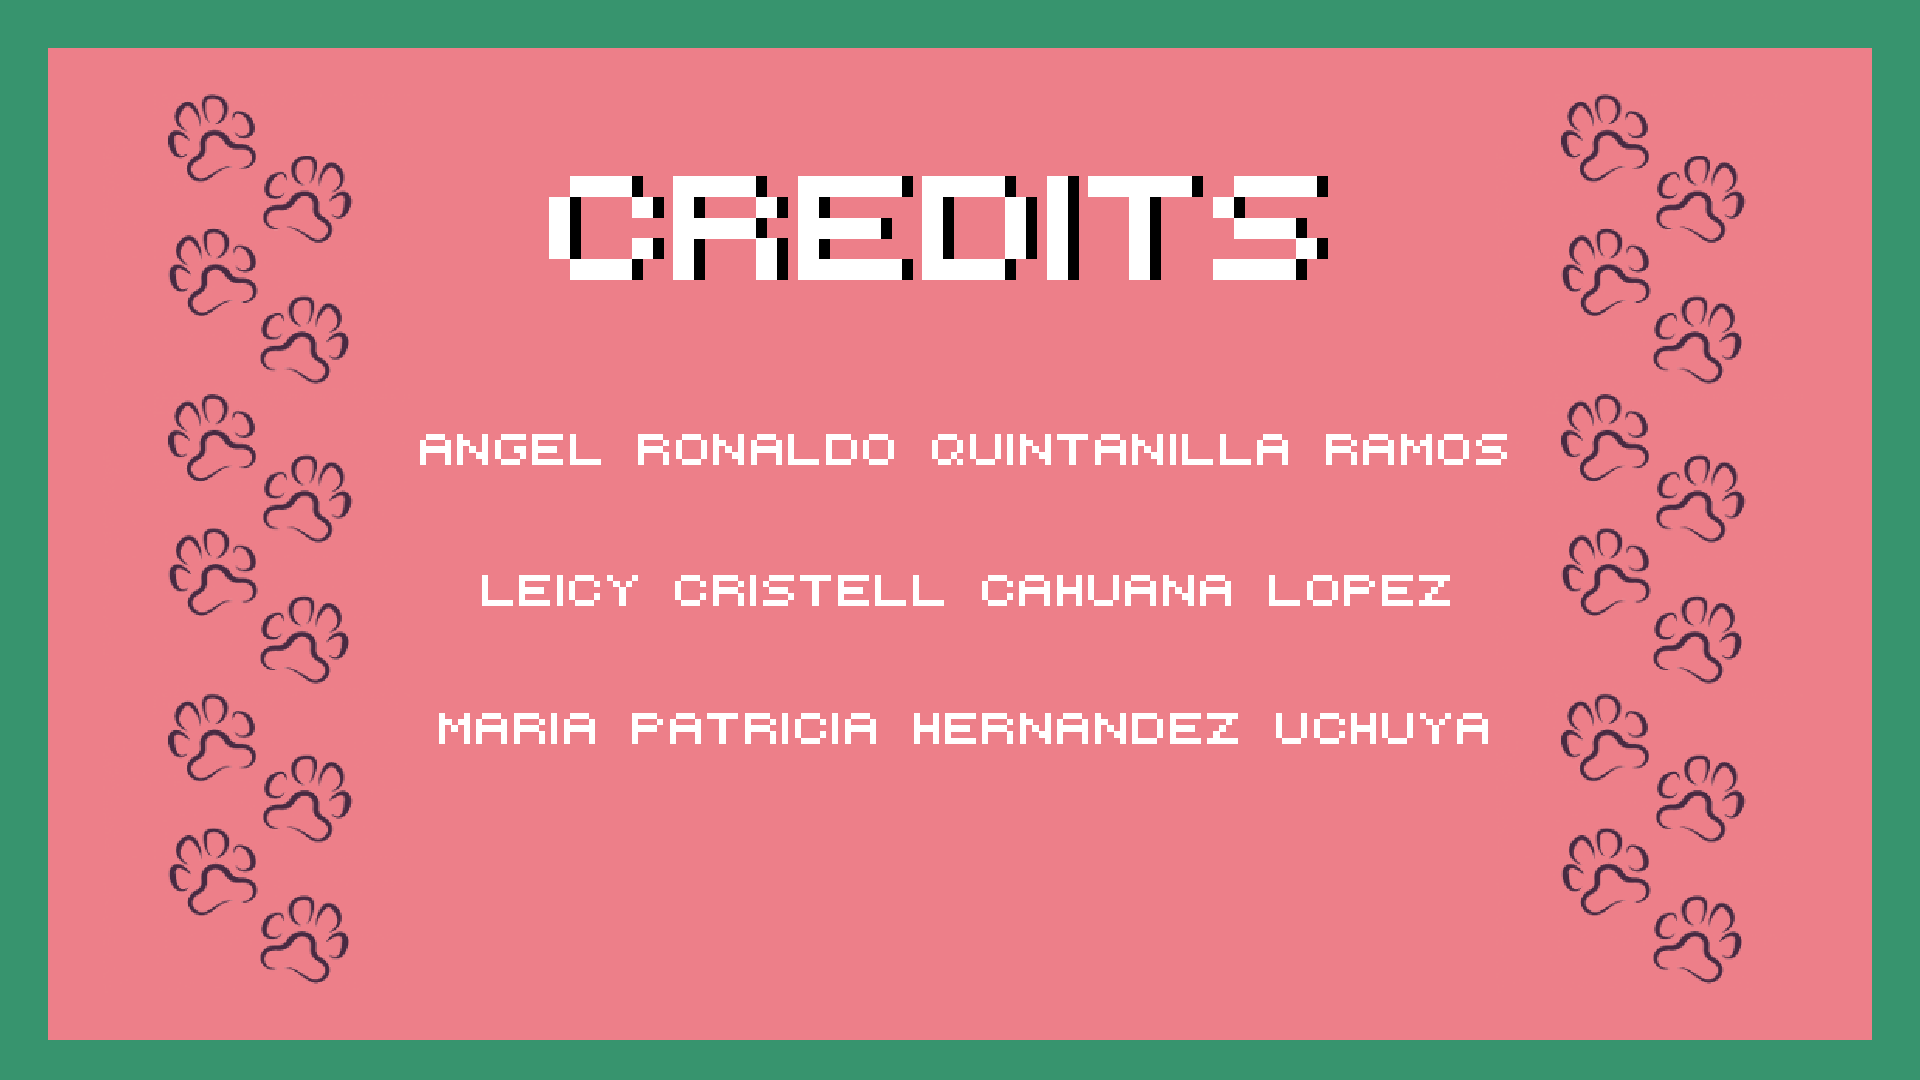 CREDITS
ANGEL RONALDO QUINTANILLA RAMOS
LEICY CRISTELL CAHUANA LOPEZ
MARIA PATRICIA HERNANDEZ UCHUYA